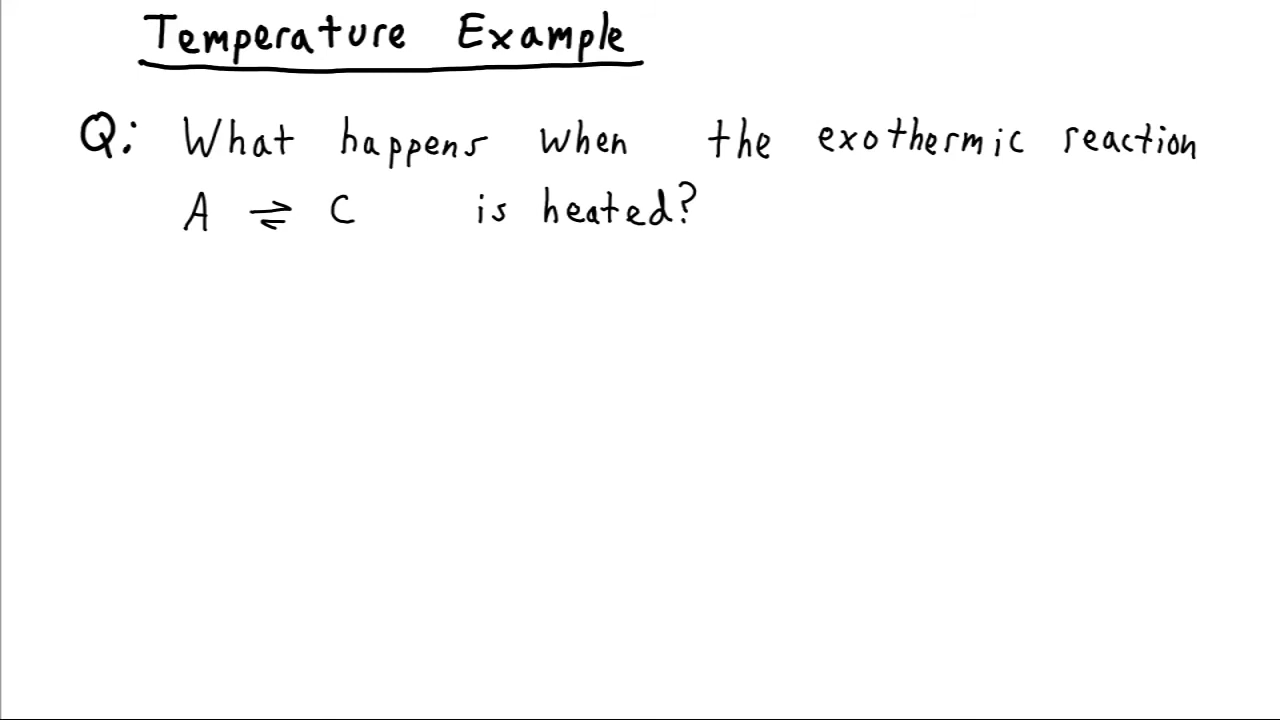 Temperature Example
Q: What happens when the exothermic reaction
A ⇌ C is heated?